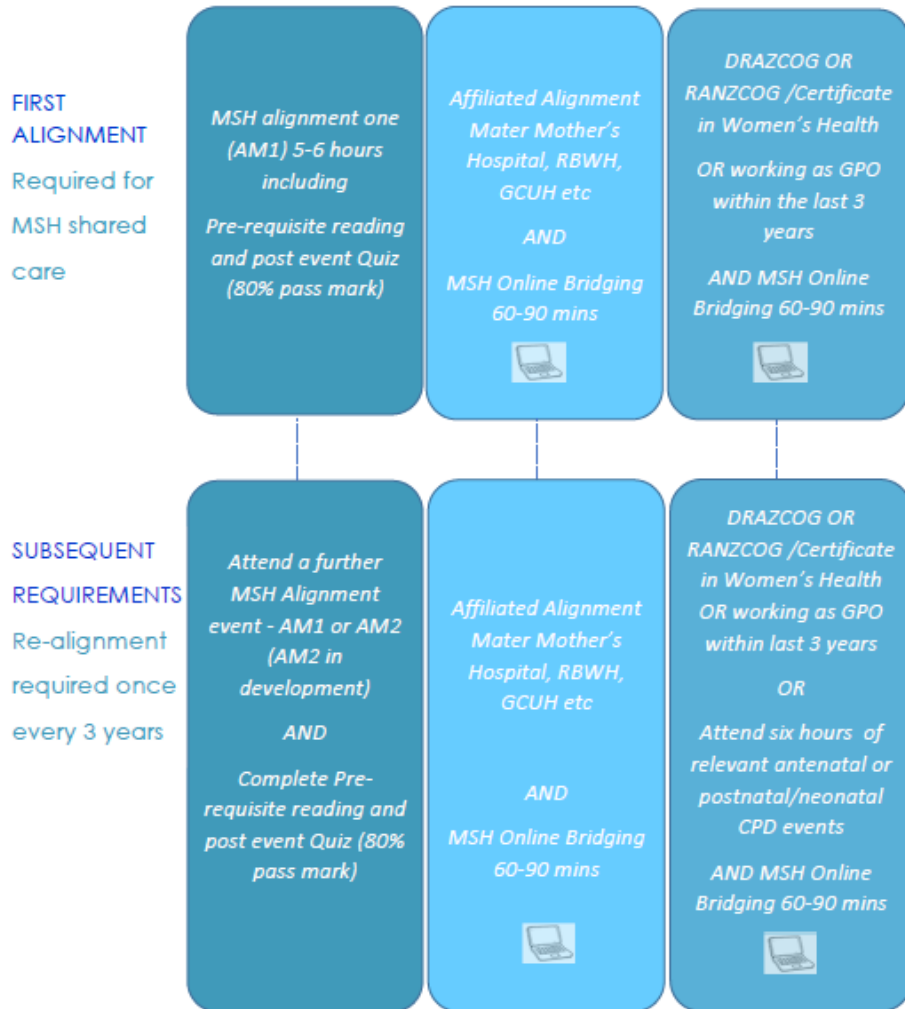 FIRST
ALIGNMENT
Required for
MSH shared
care
MSH alignment one
(AM1) 5-6 hours
including
Pre-requisite reading
and post event Quiz
(80% pass mark)
Affiliated Alignment
Mater Mother's
Hospital, RBWH,
GCUH etc
AND
MSH Online Bridging
60-90 mins
DRAZCOG OR
RANZCOG /Certificate
in Women's Health
OR working as GPO
within the last 3
years
AND MSH Online
Bridging 60-90 mins
SUBSEQUENT
REQUIREMENTS
Re-alignment
required once
every 3 years
Attend a further
MSH Alignment
event - AM1 or AM2
(AM2 in
development)
AND
Complete Pre-
requisite reading and
post event Quiz (80%
pass mark)
Affiliated Alignment
Mater Mother's
Hospital, RBWH,
GCUH etc
AND
MSH Online Bridging
60-90 mins
DRAZCOG OR
RANZCOG /Certificate
in Women's Health
OR working as GPO
within last 3 years
OR
Attend six hours of
relevant antenatal or
postnatal/neonatal
CPD events
AND MSH Online
Bridging 60-90 mins